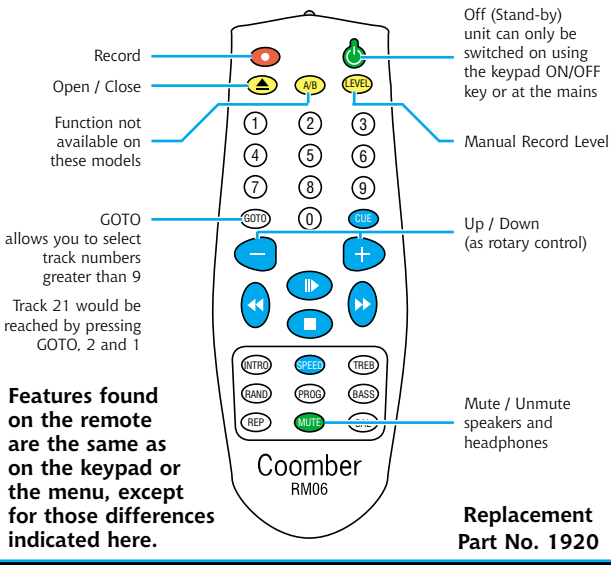 Record
Open / Close
Function not
available on
these models
GOTO
allows you to select
track numbers
greater than 9
Track 21 would be
reached by pressing
GOTO, 2 and 1
Features found
on the remote
are the same as
on the keypad or
the menu, except
for those differences
indicated here.
A/B
LEVEL
1
2
3
4
5
6
7
8
9
GOTO
0
CUE
INTRO
SPEED
TREB
RAND
PROG
BASS
REP
MUTE
BAL
Coomber
RM06
Off (Stand-by)
unit can only be
switched on using
the keypad ON/OFF
key or at the mains
Manual Record Level
Up / Down
(as rotary control)
Mute / Unmute
speakers and
headphones
Replacement
Part No. 1920